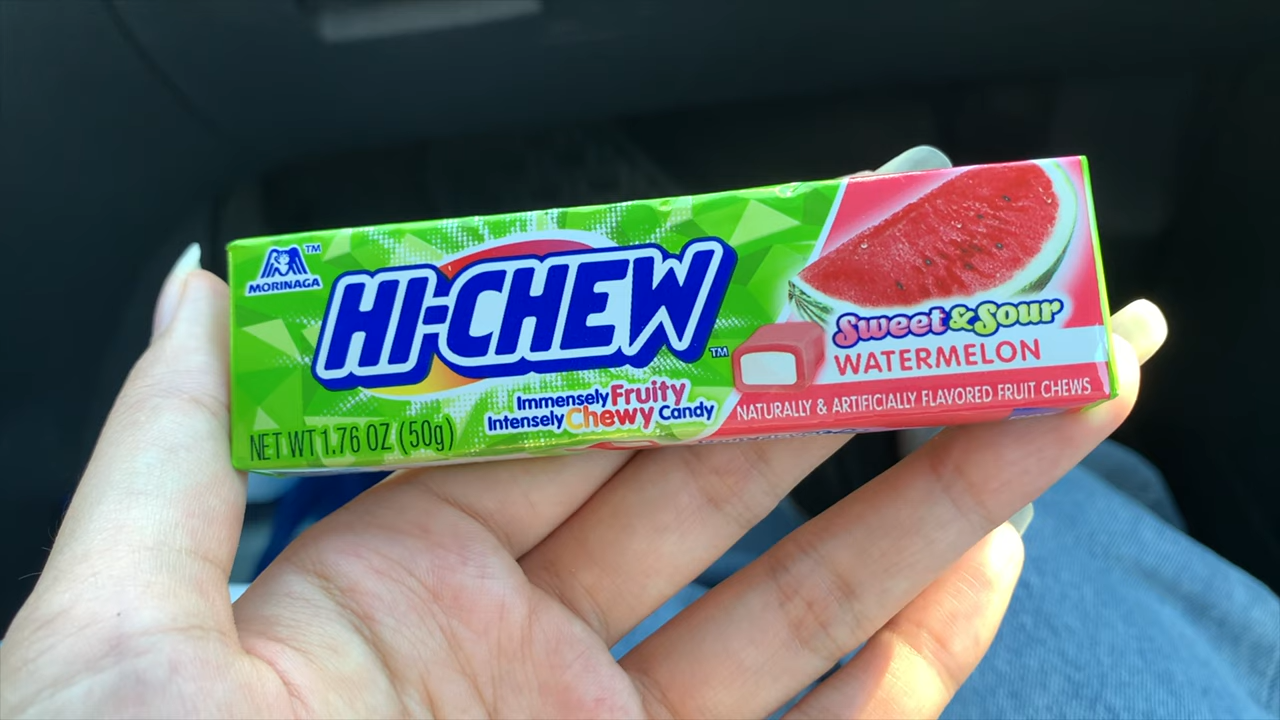 TM
MORINAGA
HI-CHEW
TM
Immensely Fruity
Intensely Chewy Candy
NET WT 1.76 OZ (50g)
Sweet & Sour
WATERMELON
NATURALLY & ARTIFICIALLY FLAVORED FRUIT CHEWS